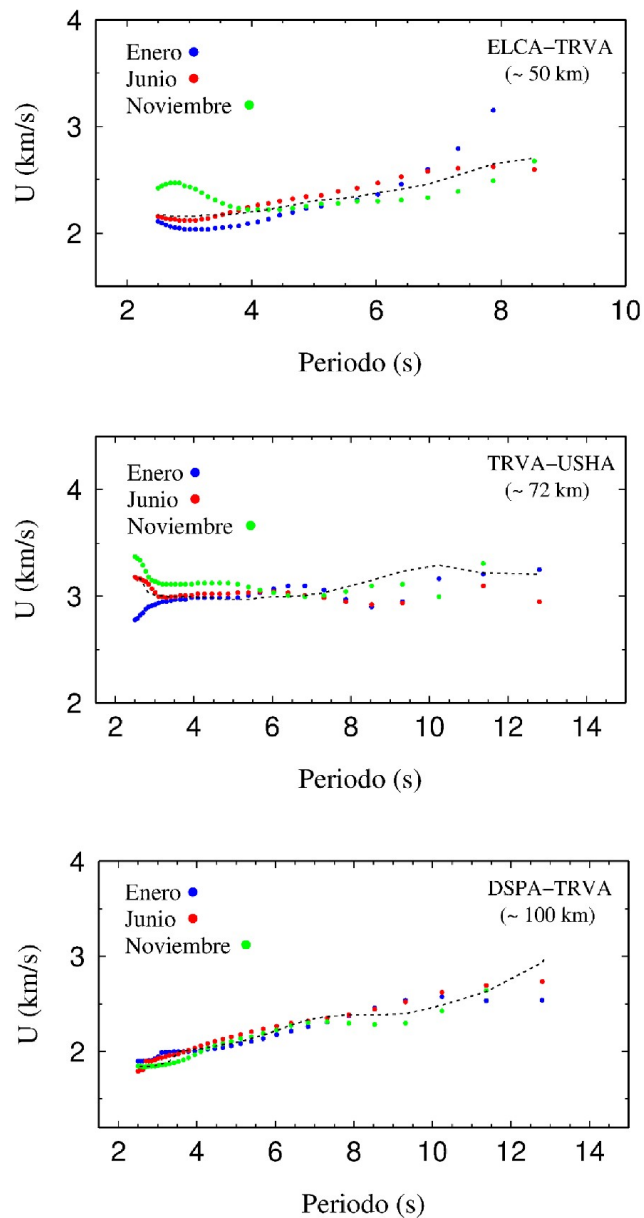 4
Enero
ELCA−TRVA
Junio
(~ 50 km)
Noviembre
3
U (km/s)
2
2 4 6 8 10
Periodo (s)
4
Enero
TRVA−USHA
Junio
(~ 72 km)
Noviembre
3
U (km/s)
2
2 4 6 8 10 12 14
Periodo (s)
4
Enero
DSPA−TRVA
Junio
(~ 100 km)
Noviembre
3
U (km/s)
2
2 4 6 8 10 12 14
Periodo (s)